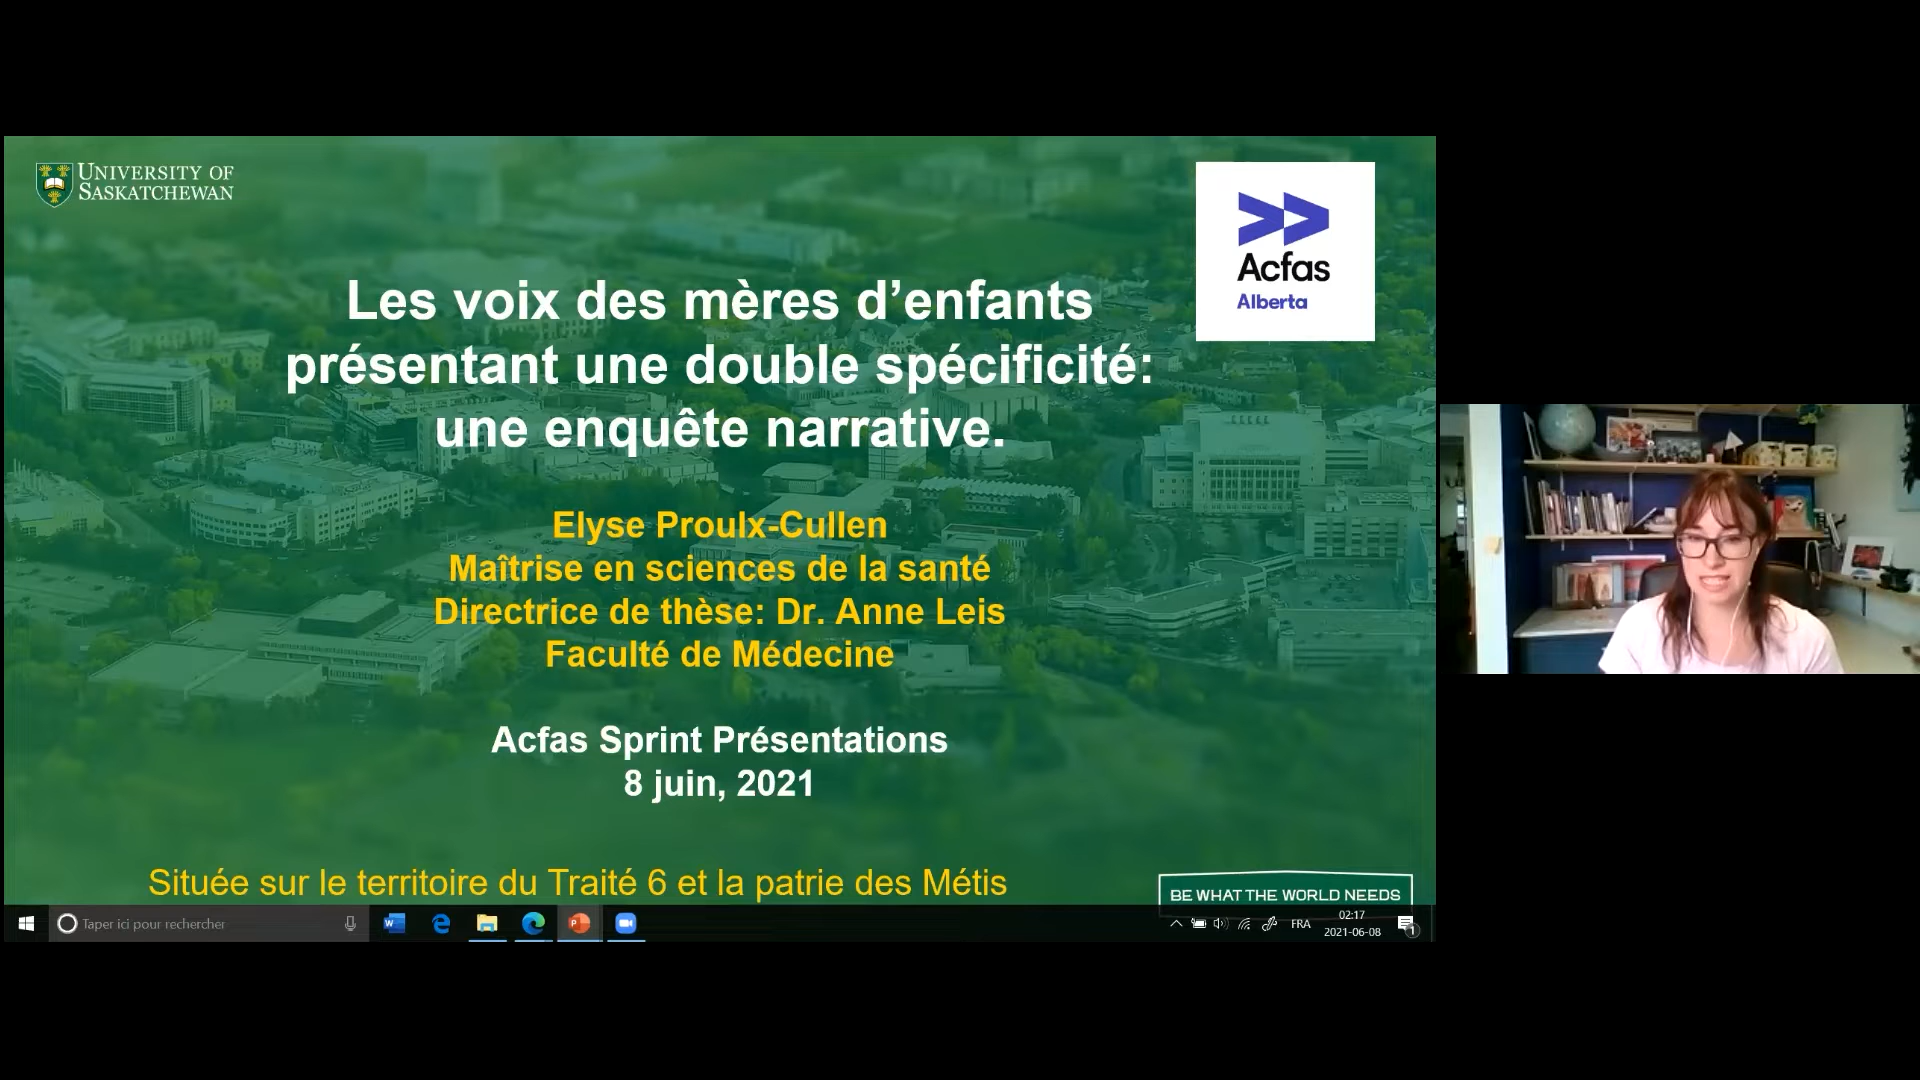 UNIVERSITY OF
SASKATCHEWAN
Acfas
Alberta
Les voix des mères d’enfants
présentant une double spécificité:
une enquête narrative.
Elyse Proulx-Cullen
Maîtrise en sciences de la santé
Directrice de thèse: Dr. Anne Leis
Faculté de Médecine
Acfas Sprint Présentations
8 juin, 2021
Située sur le territoire du Traité 6 et la patrie des Métis
BE WHAT THE WORLD NEEDS
Taper ici pour rechercher
FRA
02:17
2021-06-08
1